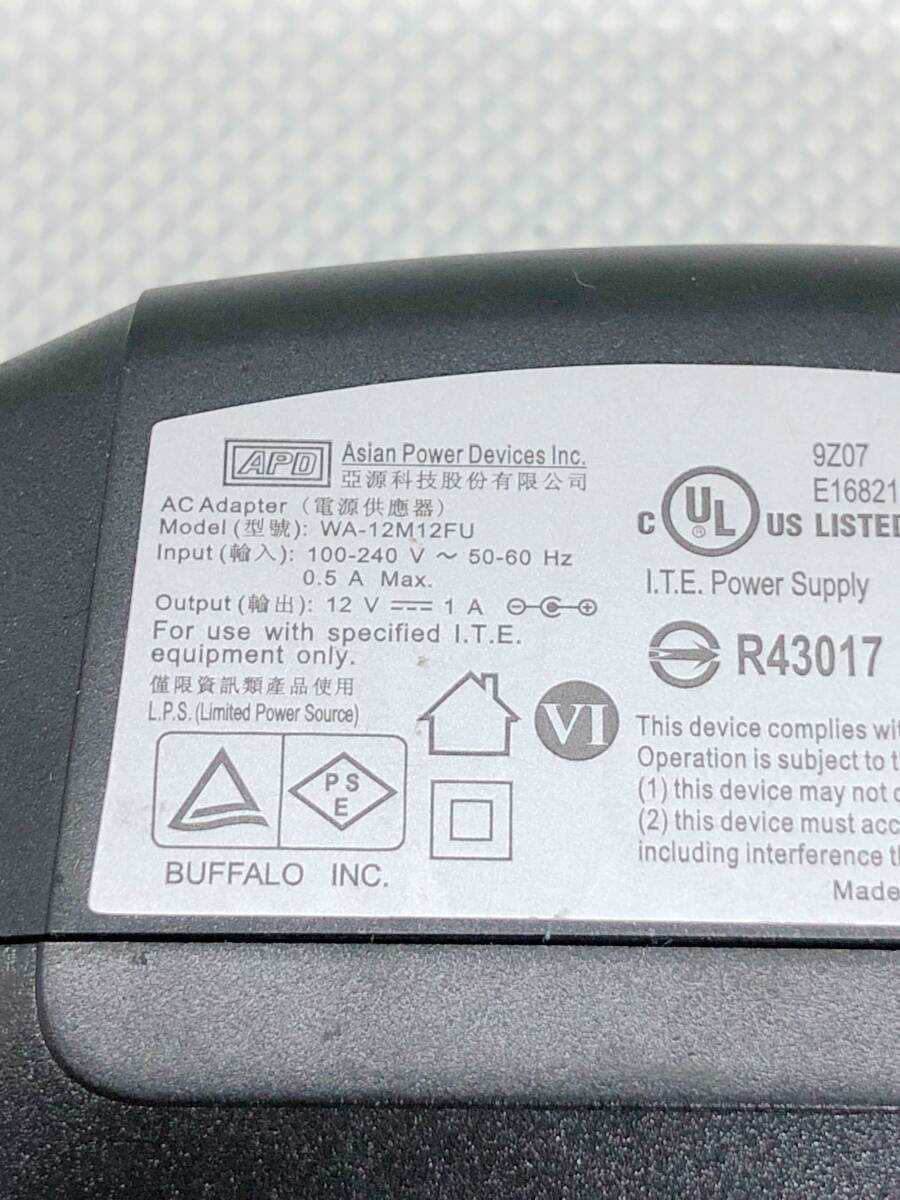 APD Asian Power Devices Inc.
亞源科技股份有限公司
AC Adapter (電源供應器)
Model (型號): WA-12M12FU
Input (輸入): 100-240 V ～ 50-60 Hz
0.5 A Max.
Output (輸出): 12 V ⎓ 1 A
For use with specified I.T.E.
equipment only.
僅限資訊類產品使用
L.P.S. (Limited Power Source)
VI
P S
E
BUFFALO INC.
9Z07
E16821
C UL ® US LISTED
I.T.E. Power Supply
R43017
This device complies wit
Operation is subject to t
(1) this device may not c
(2) this device must acc
including interference th
Made